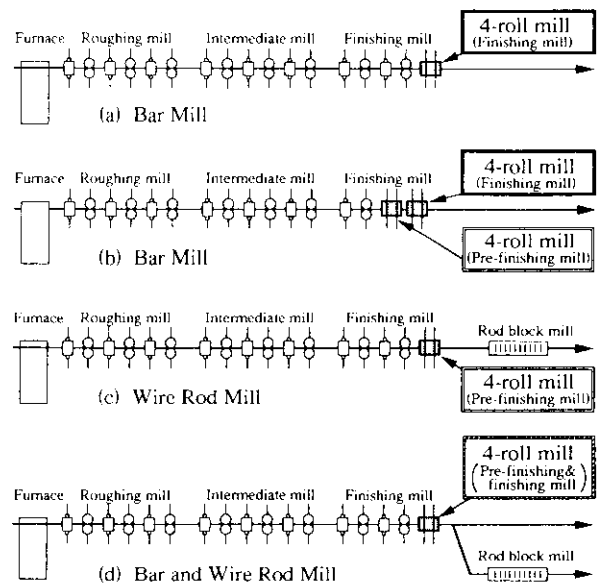 4-roll mill
(Finishing mill)
Furnace Roughing mill Intermediate mill Finishing mill
(a) Bar Mill
4-roll mill
(Finishing mill)
Furnace Roughing mill Intermediate mill Finishing mill
4-roll mill
(Pre-finishing mill)
(b) Bar Mill
Furnace Roughing mill Intermediate mill Finishing mill
Rod block mill
4-roll mill
(Pre-finishing mill)
(c) Wire Rod Mill
4-roll mill
(Pre-finishing&
finishing mill)
Furnace Roughing mill Intermediate mill Finishing mill
Rod block mill
(d) Bar and Wire Rod Mill